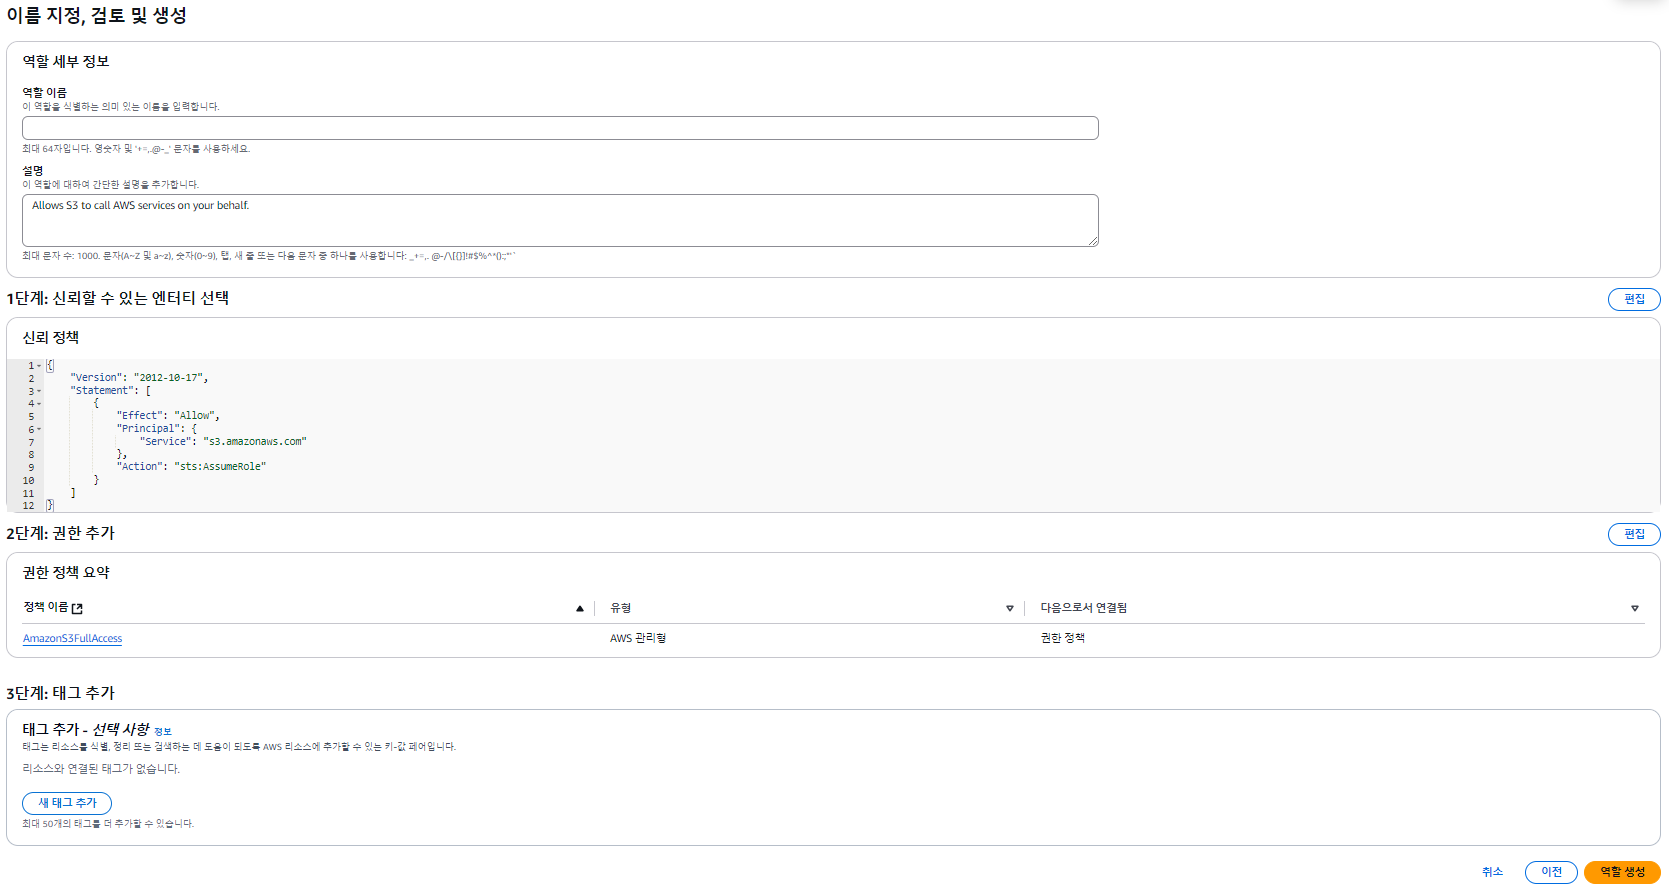 이름 지정, 검토 및 생성
역할 세부 정보
역할 이름
이 역할을 식별하는 의미 있는 이름을 입력합니다.
최대 64자입니다. 영숫자 및 '+=,.@-_' 문자를 사용하세요.
설명
이 역할에 대하여 간단한 설명을 추가합니다.
Allows S3 to call AWS services on your behalf.
최대 문자 수: 1000. 문자(A~Z 및 a~z), 숫자(0~9), 탭, 새 줄 또는 다음 문자 중 하나를 사용합니다: _+=,. @-/\[{}]!#$%^*();:"'`
1단계: 신뢰할 수 있는 엔터티 선택
편집
신뢰 정책
1 {
2 "Version": "2012-10-17",
3 "Statement": [
4 {
5 "Effect": "Allow",
6 "Principal": {
7 "Service": "s3.amazonaws.com"
8 },
9 "Action": "sts:AssumeRole"
10 }
11 ]
12 }
2단계: 권한 추가
편집
권한 정책 요약
정책 이름 유형 다음으로서 연결됨
AmazonS3FullAccess AWS 관리형 권한 정책
3단계: 태그 추가
태그 추가 - 선택 사항 정보
태그는 리소스를 식별, 정리 또는 검색하는 데 도움이 되도록 AWS 리소스에 추가할 수 있는 키-값 페어입니다.
리소스와 연결된 태그가 없습니다.
새 태그 추가
최대 50개의 태그를 더 추가할 수 있습니다.
취소 이전 역할 생성